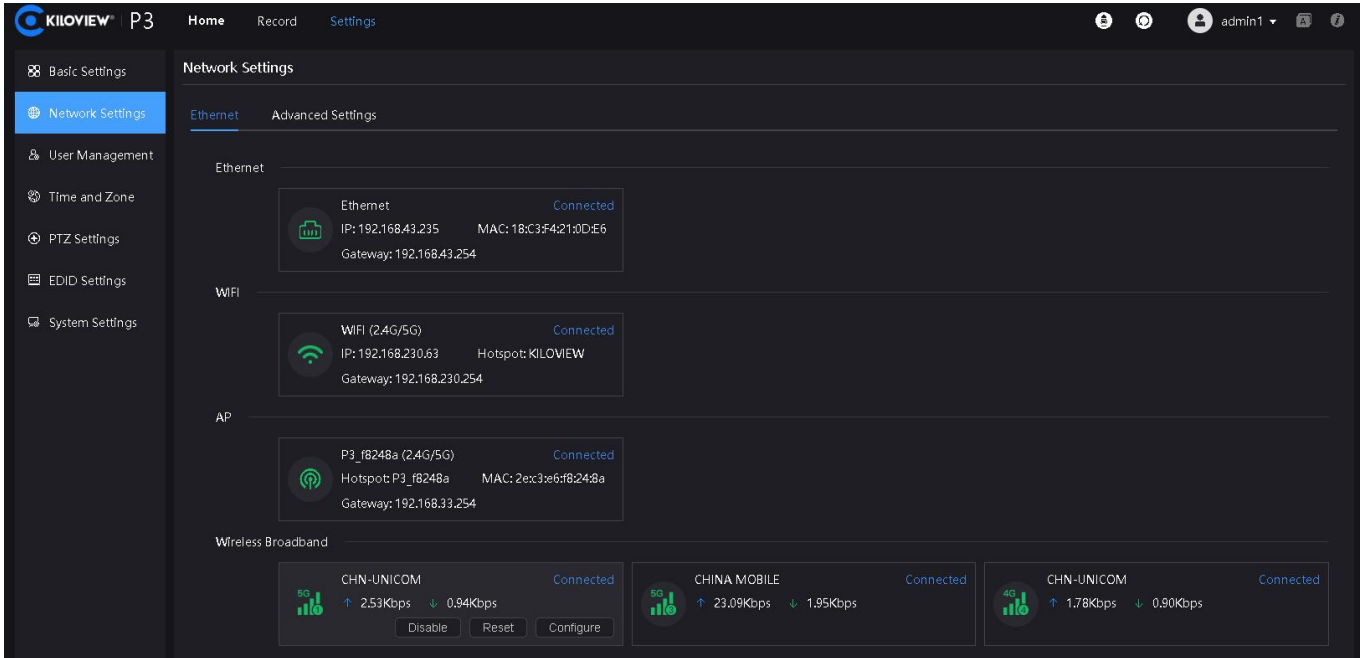 KILOVIEW® P3 Home Record Settings admin1
Basic Settings
Network Settings
User Management
Time and Zone
PTZ Settings
EDID Settings
System Settings
Network Settings
Ethernet Advanced Settings
Ethernet
Ethernet Connected
IP: 192.168.43.235 MAC: 18:C3:F4:21:0D:E6
Gateway: 192.168.43.254
WIFI
WIFI (2.4G/5G) Connected
IP: 192.168.230.63 Hotspot: KILOVIEW
Gateway: 192.168.230.254
AP
P3_f8248a (2.4G/5G) Connected
Hotspot: P3_f8248a MAC: 2e:c3:e6:f8:24:8a
Gateway: 192.168.33.254
Wireless Broadband
5G 1 CHN-UNICOM Connected
↑ 2.53Kbps ↓ 0.94Kbps
Disable Reset Configure
5G 3 CHINA MOBILE Connected
↑ 23.09Kbps ↓ 1.95Kbps
4G 4 CHN-UNICOM Connected
↑ 1.78Kbps ↓ 0.90Kbps